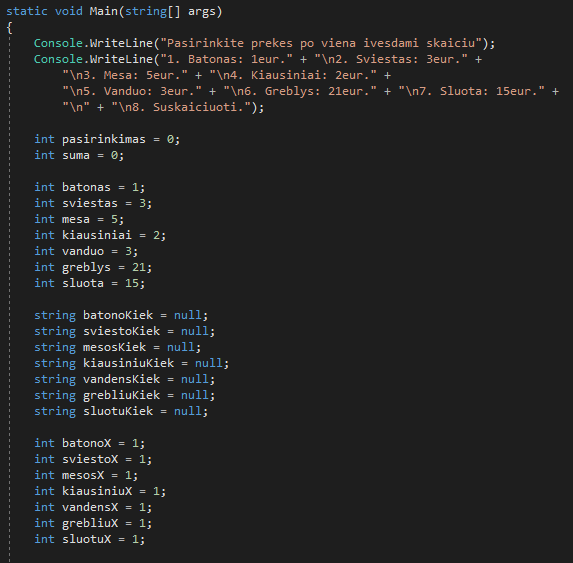 static void Main(string[] args)
{
    Console.WriteLine("Pasirinkite prekes po viena ivesdami skaiciu");
    Console.WriteLine("1. Batonas: 1eur." + "\n2. Sviestas: 3eur." +
        "\n3. Mesa: 5eur." + "\n4. Kiausiniai: 2eur." +
        "\n5. Vanduo: 3eur." + "\n6. Greblys: 21eur." + "\n7. Sluota: 15eur." +
        "\n" + "\n8. Suskaiciuoti.");
    int pasirinkimas = 0;
    int suma = 0;
    int batonas = 1;
    int sviestas = 3;
    int mesa = 5;
    int kiausiniai = 2;
    int vanduo = 3;
    int greblys = 21;
    int sluota = 15;
    string batonoKiek = null;
    string sviestoKiek = null;
    string mesosKiek = null;
    string kiausiniuKiek = null;
    string vandensKiek = null;
    string grebliuKiek = null;
    string sluotuKiek = null;
    int batonoX = 1;
    int sviestoX = 1;
    int mesosX = 1;
    int kiausiniuX = 1;
    int vandensX = 1;
    int grebliuX = 1;
    int sluotuX = 1;